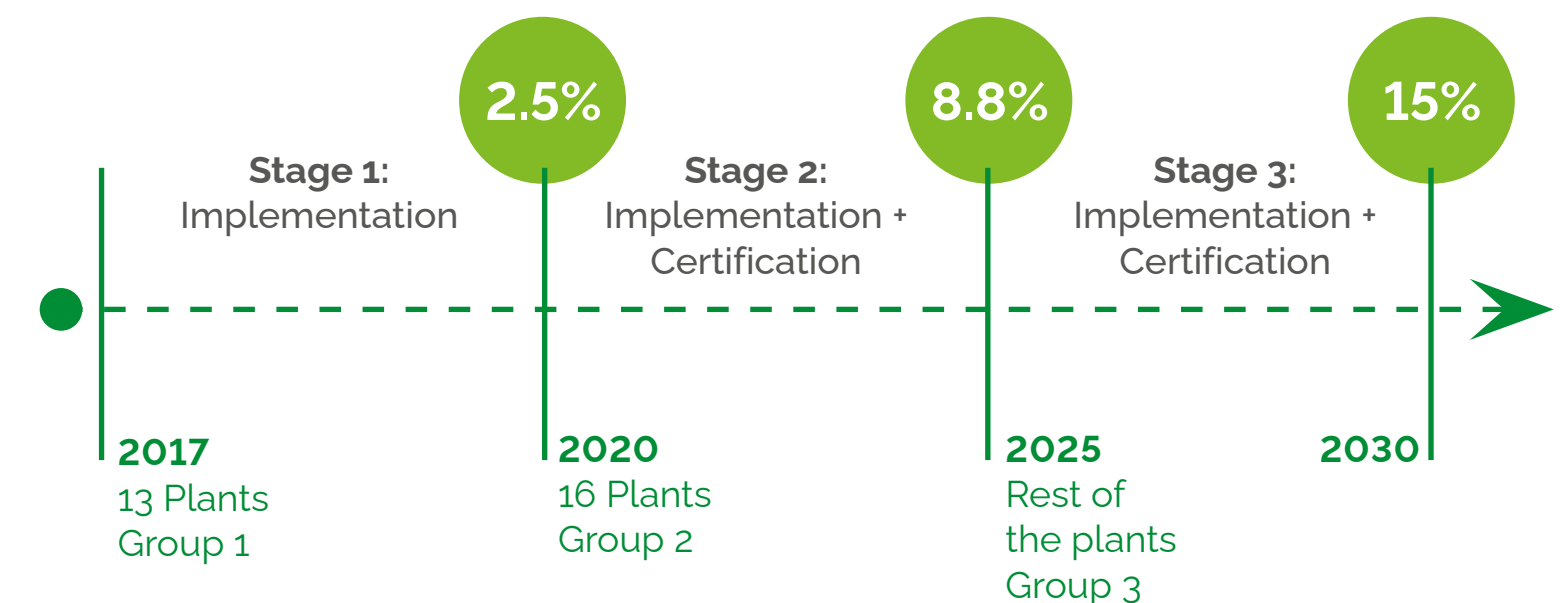 2.5%
8.8%
15%
Stage 1:
Implementation
Stage 2:
Implementation +
Certification
Stage 3:
Implementation +
Certification
2017
13 Plants
Group 1
2020
16 Plants
Group 2
2025
Rest of
the plants
Group 3
2030